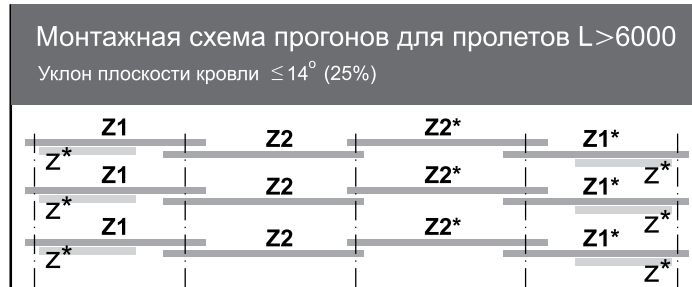 Монтажная схема прогонов для пролетов L>6000
Уклон плоскости кровли ≤14° (25%)
Z1 Z2 Z2* Z1*
Z* Z*
Z1 Z2 Z2* Z1*
Z* Z*
Z1 Z2 Z2* Z1*
Z* Z*